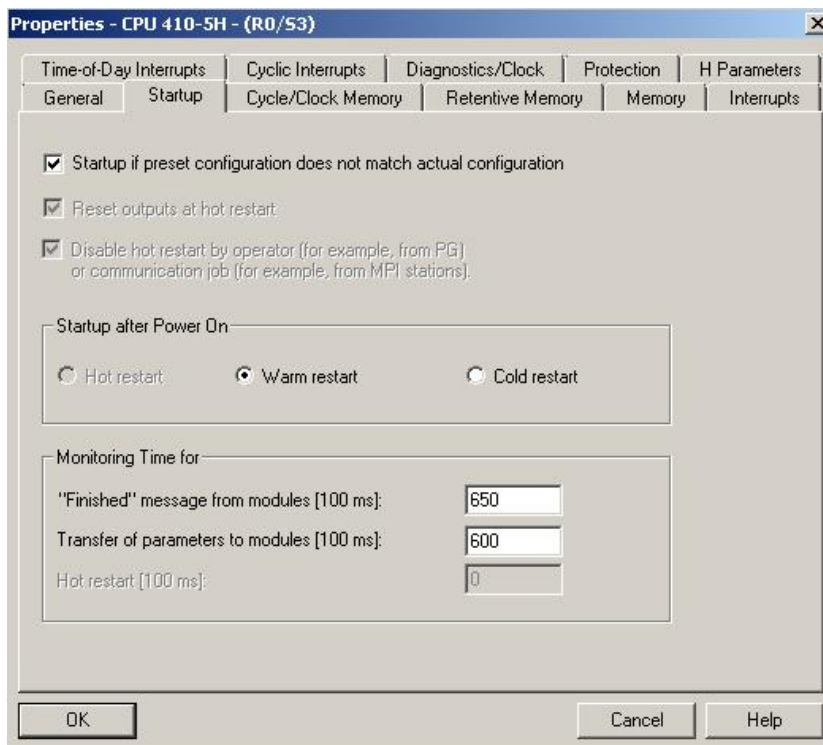 Properties - CPU 410-5H - (R0/S3)
Time-of-Day Interrupts Cyclic Interrupts Diagnostics/Clock Protection H Parameters
General Startup Cycle/Clock Memory Retentive Memory Memory Interrupts
Startup if preset configuration does not match actual configuration
Reset outputs at hot restart
Disable hot restart by operator (for example, from PG)
or communication job (for example, from MPI stations).
Startup after Power On
Hot restart Warm restart Cold restart
Monitoring Time for
"Finished" message from modules [100 ms]: 650
Transfer of parameters to modules [100 ms]: 600
Hot restart [100 ms]: 0
OK Cancel Help